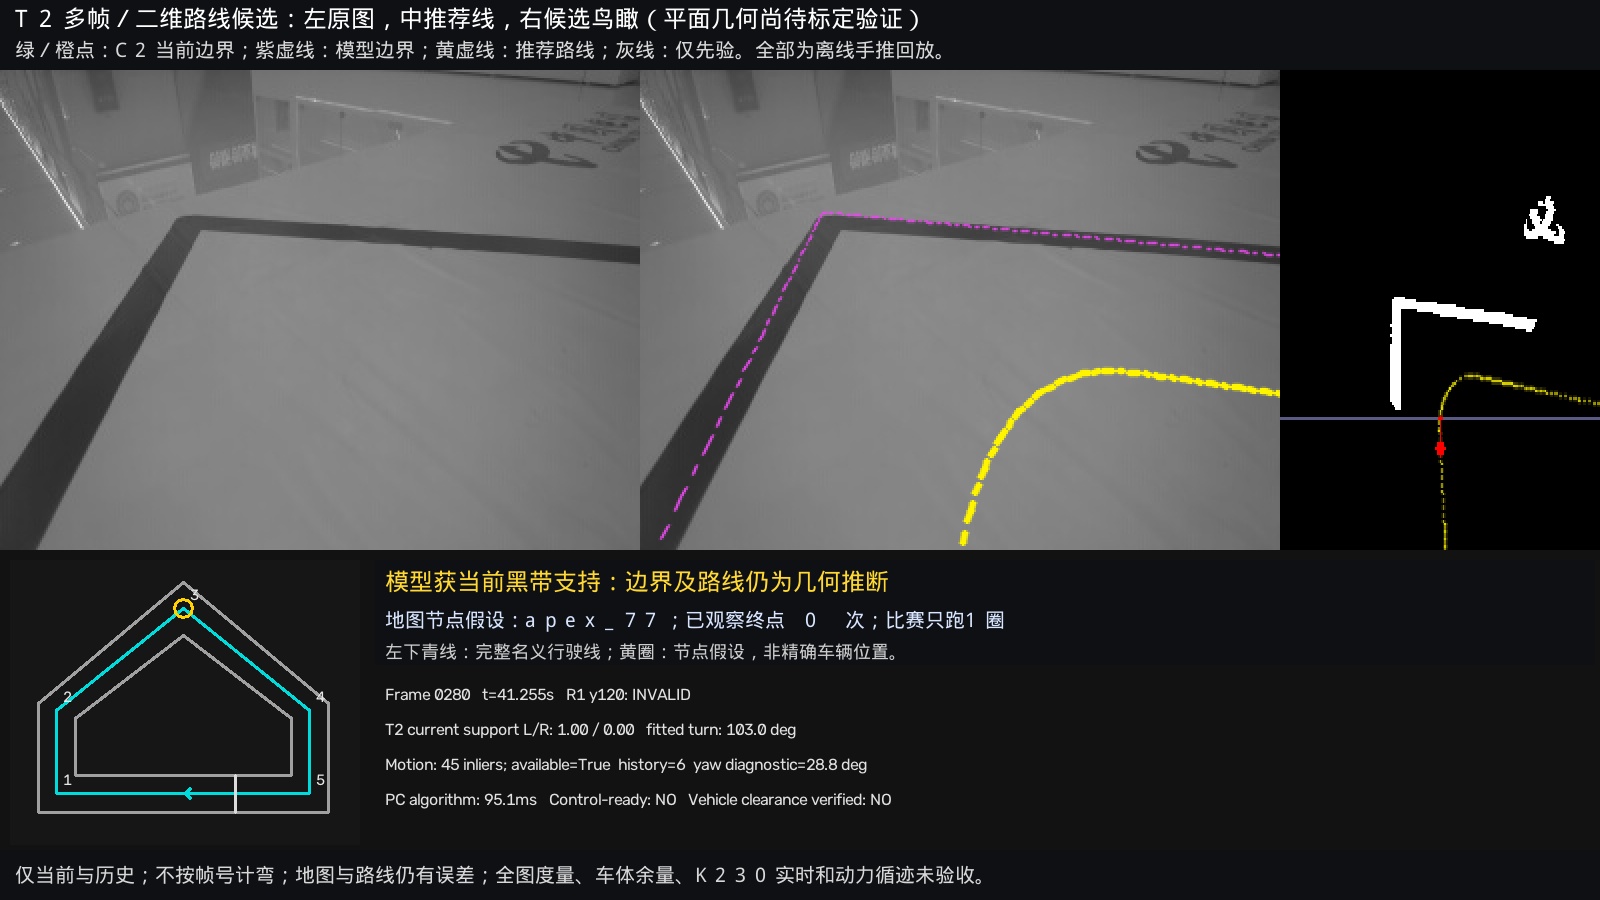 T 2 多帧 / 二维路线候选：左原图，中推荐线，右候选鸟瞰（平面几何尚待标定验证）
绿 / 橙点：C 2 当前边界；紫虚线：模型边界；黄虚线：推荐路线；灰线：仅先验。全部为离线手推回放。
3
2
4
1
5
模型获当前黑带支持：边界及路线仍为几何推断
地图节点假设：a p e x _ 7 7 ；已观察终点 0 次；比赛只跑1 圈
左下青线：完整名义行驶线；黄圈：节点假设，非精确车辆位置。
Frame 0280 t=41.255s R1 y120: INVALID
T2 current support L/R: 1.00 / 0.00 fitted turn: 103.0 deg
Motion: 45 inliers; available=True history=6 yaw diagnostic=28.8 deg
PC algorithm: 95.1ms Control-ready: NO Vehicle clearance verified: NO
仅当前与历史；不按帧号计弯；地图与路线仍有误差；全图度量、车体余量、K 2 3 0 实时和动力循迹未验收。